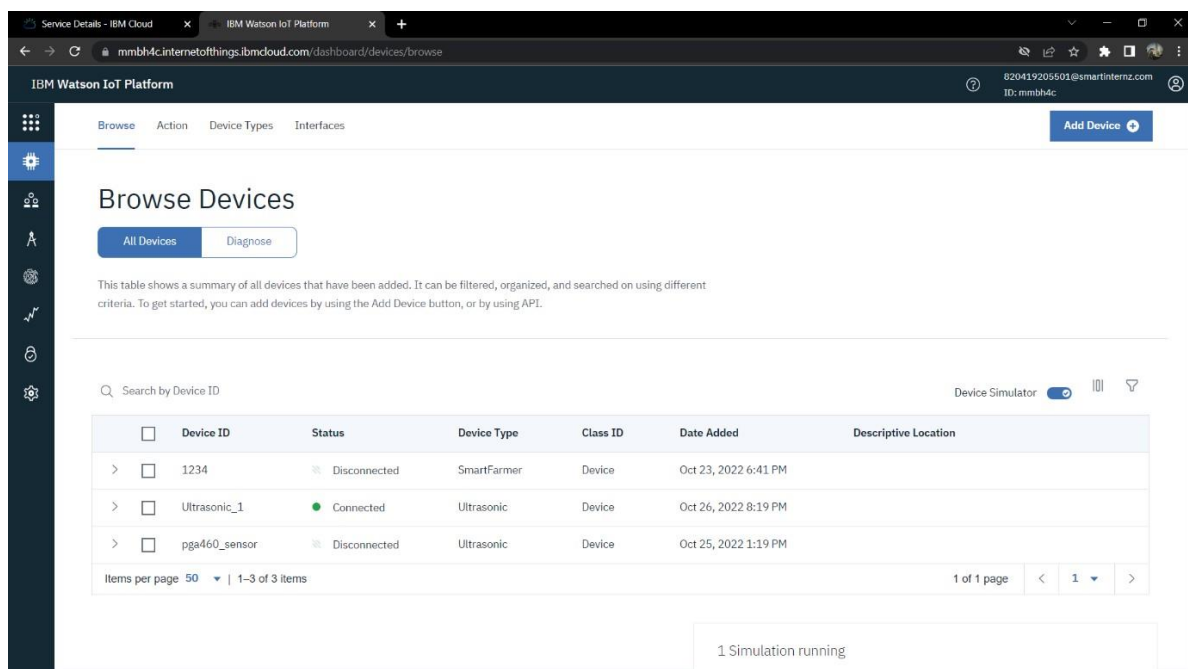 Service Details - IBM Cloud
IBM Watson IoT Platform
mmbh4c.internetofthings.ibmcloud.com/dashboard/devices/browse
IBM Watson IoT Platform
820419205501@smartinternz.com
ID: mmbh4c
Browse Action Device Types Interfaces
Add Device
Browse Devices
All Devices Diagnose
This table shows a summary of all devices that have been added. It can be filtered, organized, and searched on using different
criteria. To get started, you can add devices by using the Add Device button, or by using API.
Search by Device ID
Device Simulator
Device ID Status Device Type Class ID Date Added Descriptive Location
1234 Disconnected SmartFarmer Device Oct 23, 2022 6:41 PM
Ultrasonic_1 Connected Ultrasonic Device Oct 26, 2022 8:19 PM
pga460_sensor Disconnected Ultrasonic Device Oct 25, 2022 1:19 PM
Items per page 50 | 1–3 of 3 items
1 of 1 page 1
1 Simulation running